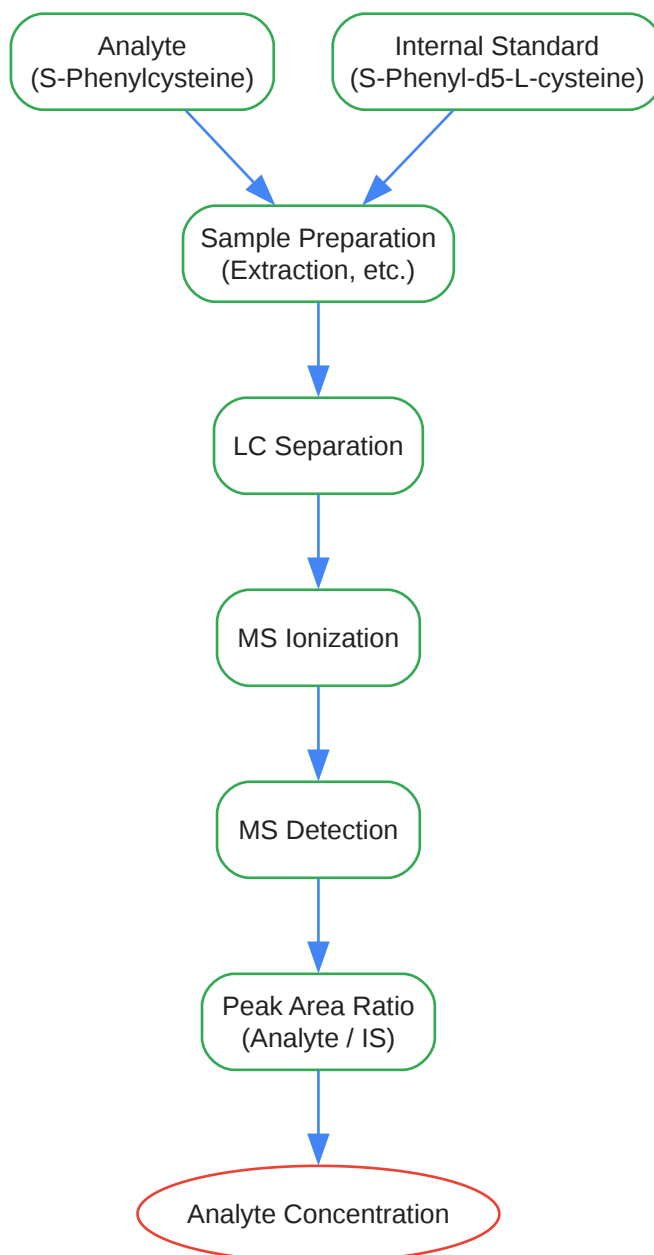 Analyte
(S-Phenylcysteine)
Internal Standard
(S-Phenyl-d5-L-cysteine)
Sample Preparation
(Extraction, etc.)
LC Separation
MS Ionization
MS Detection
Peak Area Ratio
(Analyte / IS)
Analyte Concentration